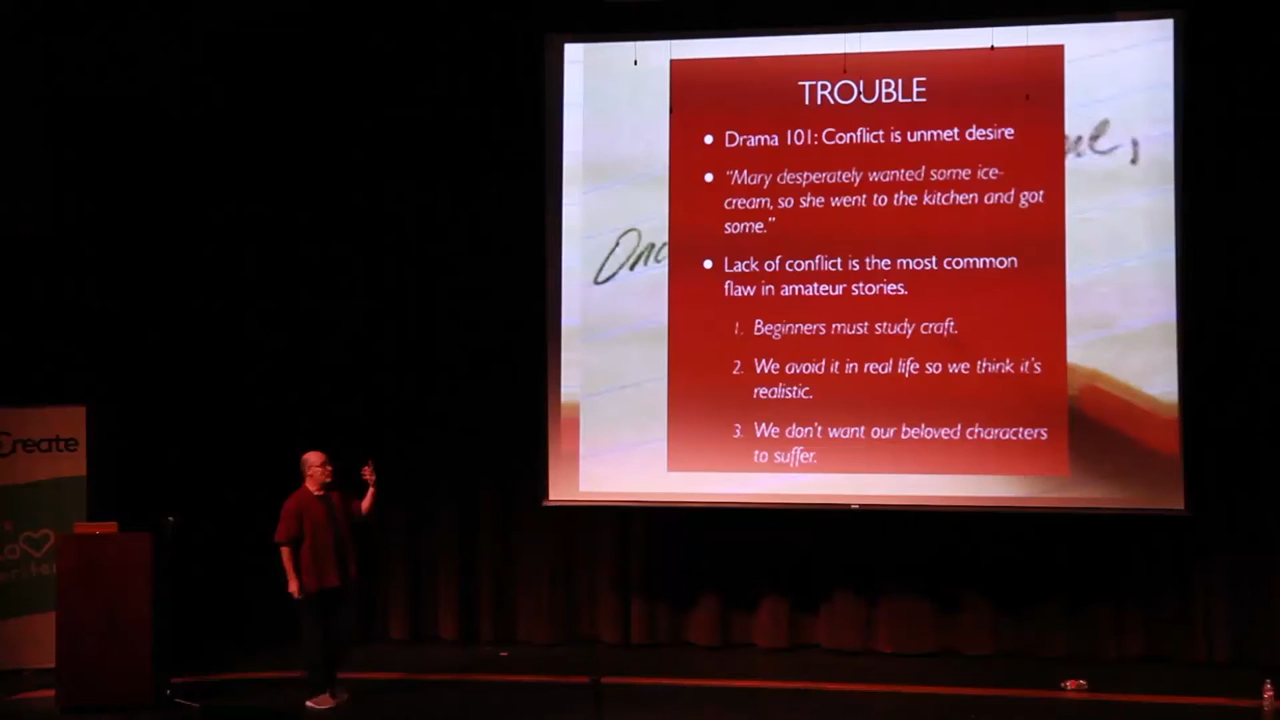 TROUBLE
• Drama 101: Conflict is unmet desire
• "Mary desperately wanted some ice-
cream, so she went to the kitchen and got
some."
• Lack of conflict is the most common
flaw in amateur stories.
1. Beginners must study craft.
2. We avoid it in real life so we think it's
realistic.
3. We don't want our beloved characters
to suffer.
Create